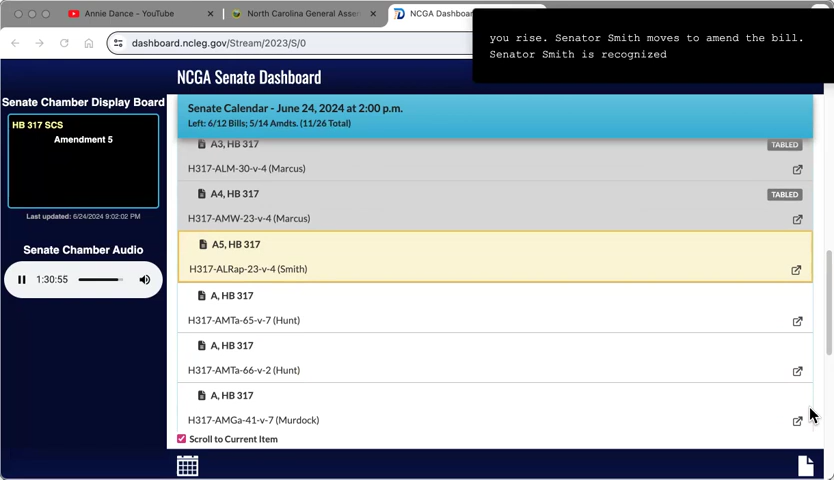 Annie Dance - YouTube
North Carolina General Assem
NCGA Dashboa
dashboard.ncleg.gov/Stream/2023/S/0
you rise. Senator Smith moves to amend the bill.
Senator Smith is recognized
NCGA Senate Dashboard
Senate Chamber Display Board
HB 317 SCS
Amendment 5
Last updated: 6/24/2024 9:02:02 PM
Senate Chamber Audio
1:30:55
Senate Calendar - June 24, 2024 at 2:00 p.m.
Left: 6/12 Bills; 5/14 Amdts. (11/26 Total)
A3, HB 317
TABLED
H317-ALM-30-v-4 (Marcus)
A4, HB 317
TABLED
H317-AMW-23-v-4 (Marcus)
A5, HB 317
H317-ALRap-23-v-4 (Smith)
A, HB 317
H317-AMTa-65-v-7 (Hunt)
A, HB 317
H317-AMTa-66-v-2 (Hunt)
A, HB 317
H317-AMGa-41-v-7 (Murdock)
Scroll to Current Item